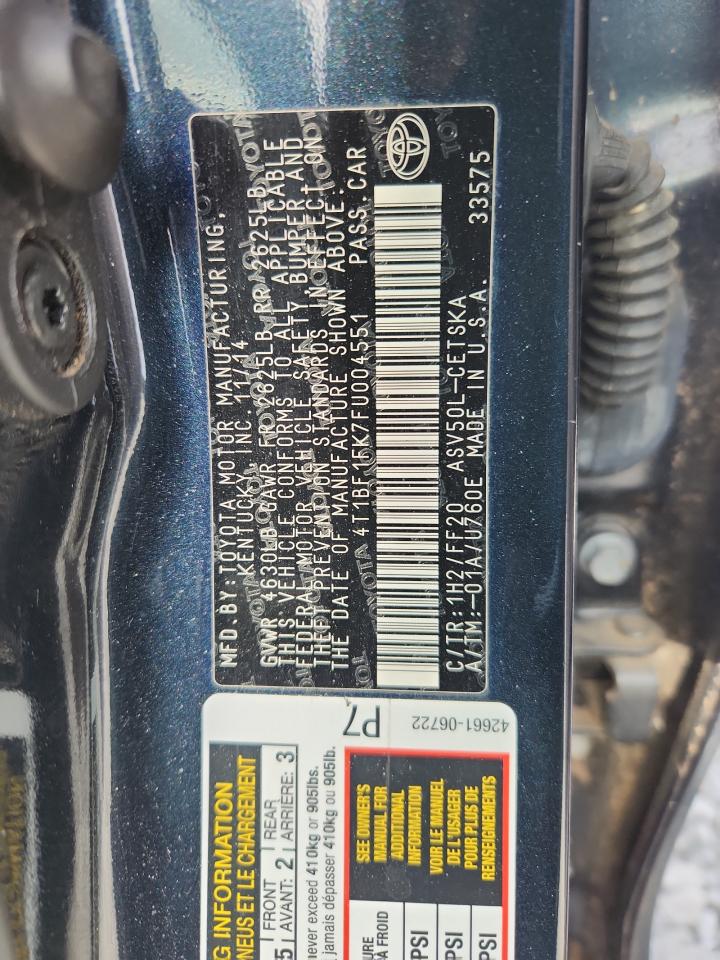 MFD.BY:TOYOTA MOTOR MANUFACTURING,
KENTUCKY, INC. 11/14
GVWR 4630LB GAWR FR 2625LB RR 2625LB
THIS VEHICLE CONFORMS TO ALL APPLICABLE
FEDERAL MOTOR VEHICLE SAFETY, BUMPER AND
THEFT PREVENTION STANDARDS IN EFFECT ON
THE DATE OF MANUFACTURE SHOWN ABOVE.
4T1BF1FK7FU004551 PASS.CAR
C/TR:1H2/FF20 ASV50L-CETSKA 33575
A/TM:-01A/U760E MADE IN U.S.A.
42661-06722
P7
INFORMATION
PNEUS ET LE CHARGEMENT
5 FRONT 2 REAR 3
AVANT: ARRIÈRE:
never exceed 410kg or 905lbs.
jamais dépasser 410kg ou 905lb.
SEE OWNER'S
MANUAL FOR
ADDITIONAL
INFORMATION
VOIR LE MANUEL
DE L'USAGER
POUR PLUS DE
RENSEIGNEMENTS
FROID
PSI
PSI
PSI